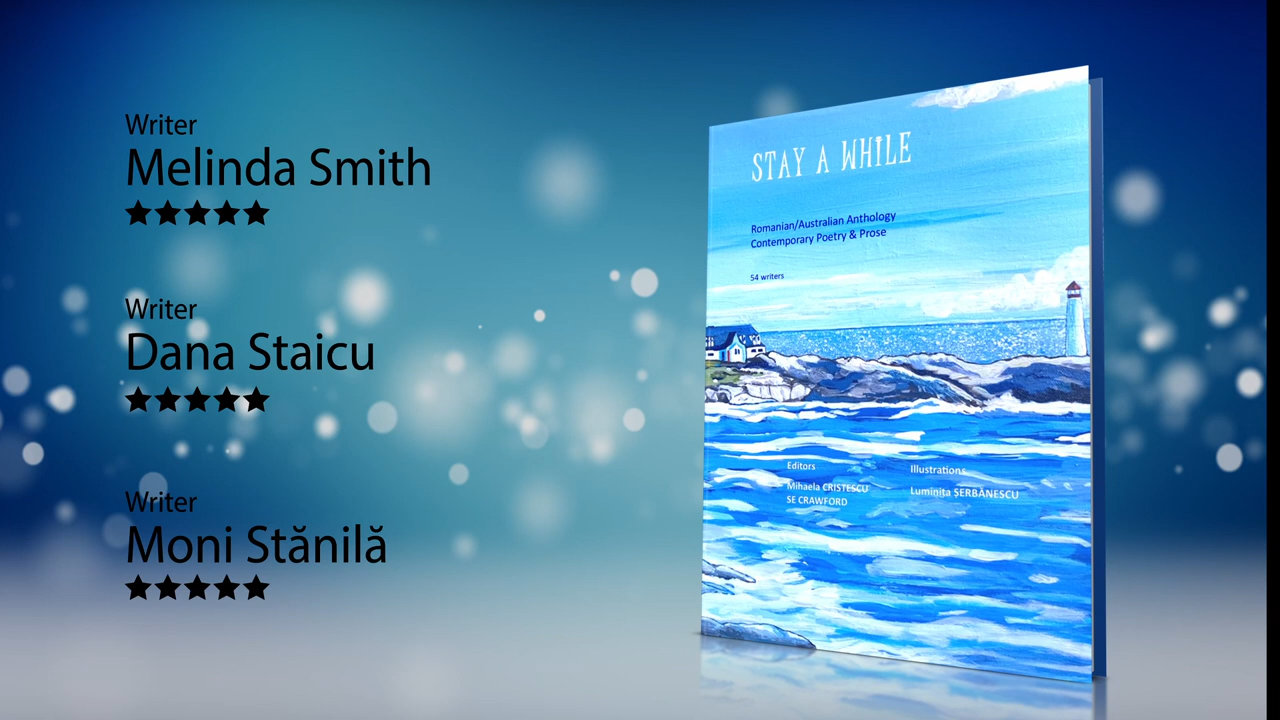 Writer
Melinda Smith
Writer
Dana Staicu
Writer
Moni Stănilă
STAY A WHILE
Romanian/Australian Anthology
Contemporary Poetry & Prose
54 writers
Editors
Mihaela CRISTESCU
SE CRAWFORD
Illustrations
Luminița ȘERBĂNESCU